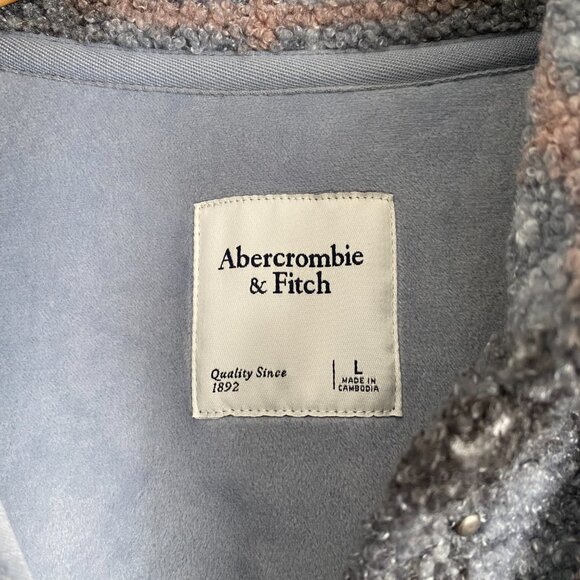 Abercrombie
& Fitch
Quality Since
1892
L
MADE IN
CAMBODIA